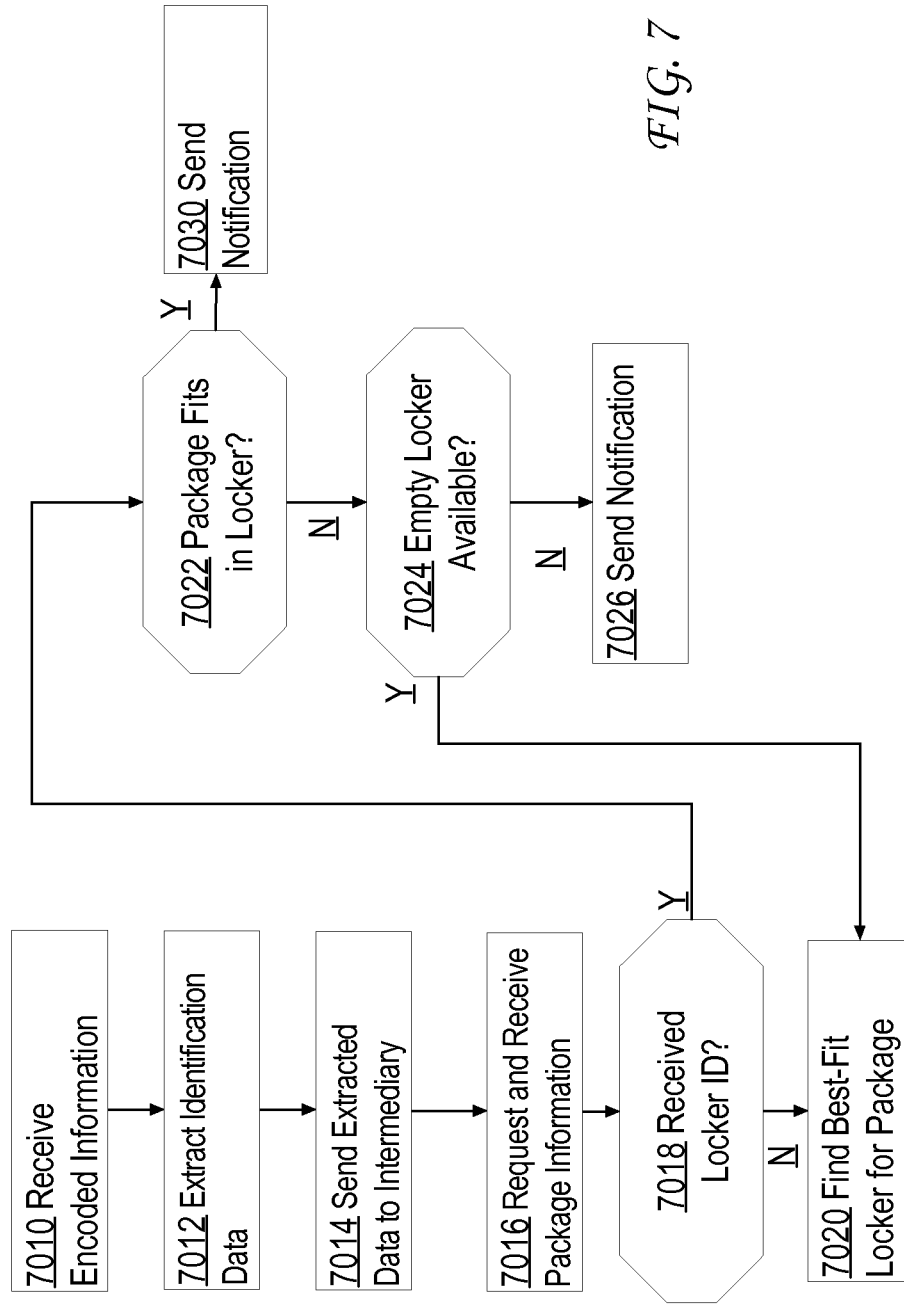 7010 Receive
Encoded Information
7012 Extract Identification
Data
7014 Send Extracted
Data to Intermediary
7016 Request and Receive
Package Information
7018 Received
Locker ID?
Y
N
7020 Find Best-Fit
Locker for Package
7022 Package Fits
in Locker?
Y
N
7030 Send
Notification
7024 Empty Locker
Available?
Y
N
7026 Send Notification
FIG. 7